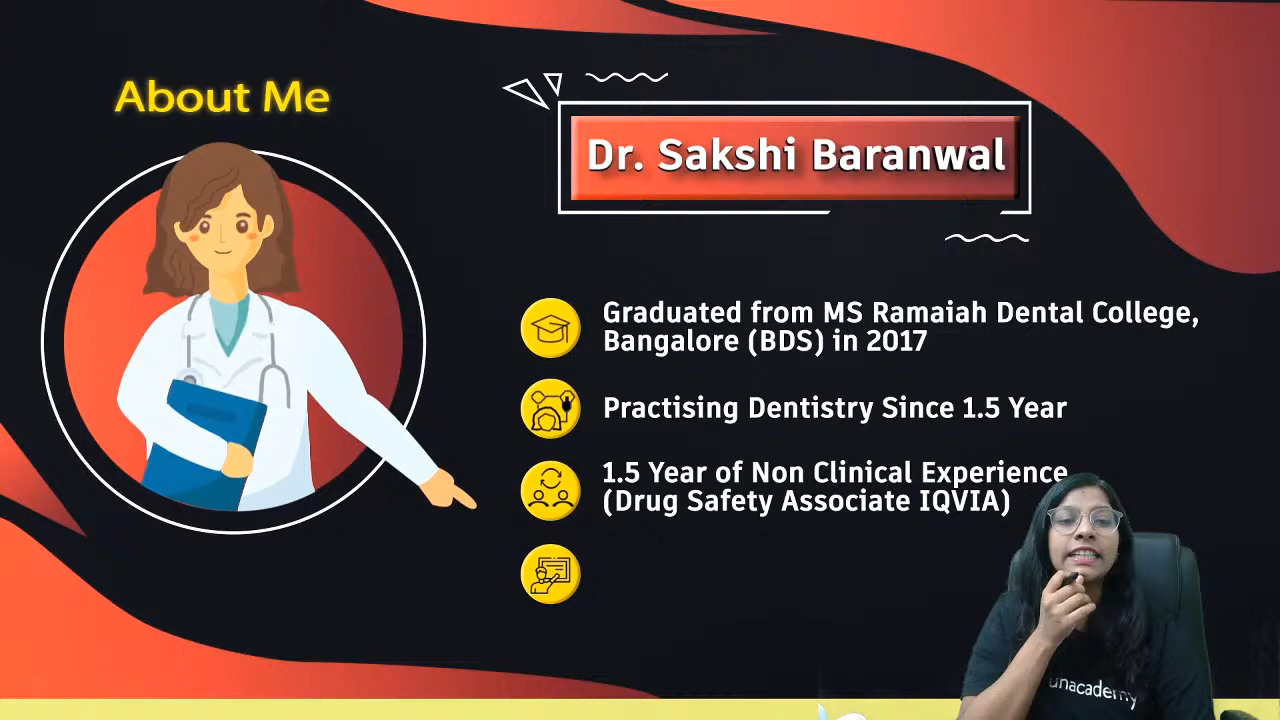 About Me
Dr. Sakshi Baranwal
Graduated from MS Ramaiah Dental College,
Bangalore (BDS) in 2017
Practising Dentistry Since 1.5 Year
1.5 Year of Non Clinical Experience
(Drug Safety Associate IQVIA)
unacademy